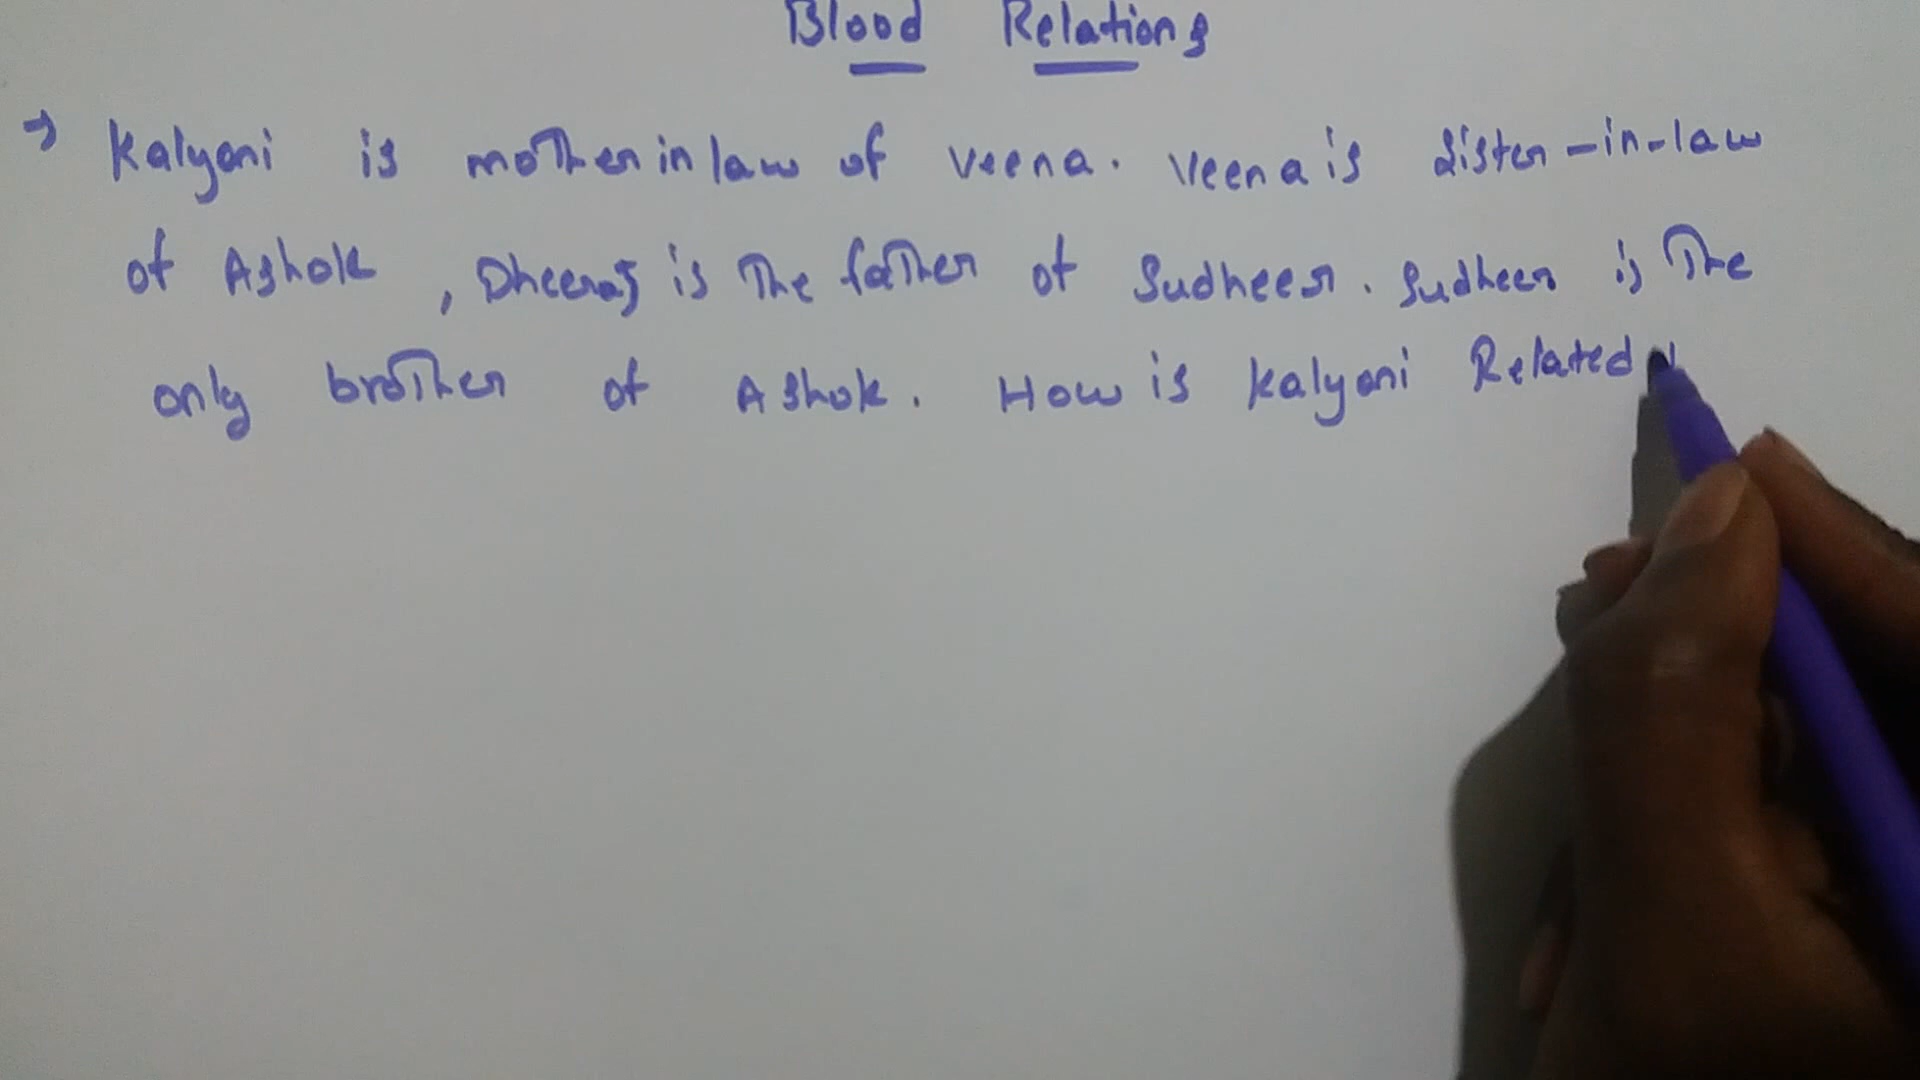 Blood Relations
→ Kalyani is mother in law of veena. veena is sister-in-law
of Ashok, Dheeraj is The father of Sudheer. Sudheer is The
only brother of Ashok. How is Kalyani Related